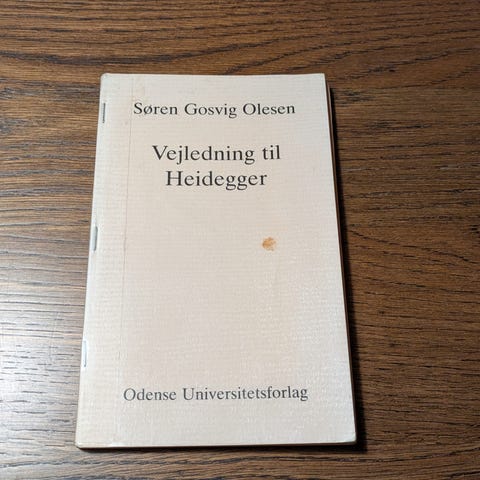 Søren Gosvig Olesen
Vejledning til
Heidegger
Odense Universitetsforlag